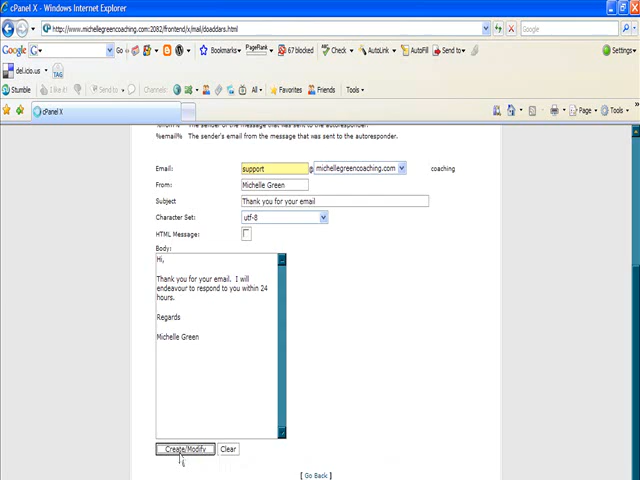 cPanel X - Windows Internet Explorer
http://www.michellegreencoaching.com:2082/frontend/x/mail/doaddars.html
Google G Go Bookmarks PageRank 67 blocked Check AutoLink AutoFill Send to Settings
del.icio.us TAG
Stumble I like it! Send to Channels: All Favorites Friends Tools
cPanel X Page Tools
%email% The sender's email from the message that was sent to the autoresponder.
Email: support @ michellegreencoaching.com coaching
From: Michelle Green
Subject Thank you for your email
Character Set: utf-8
HTML Message:
Body:
Hi,
Thank you for your email. I will
endeavour to respond to you within 24
hours.
Regards
Michelle Green
Create/Modify Clear
[ Go Back ]